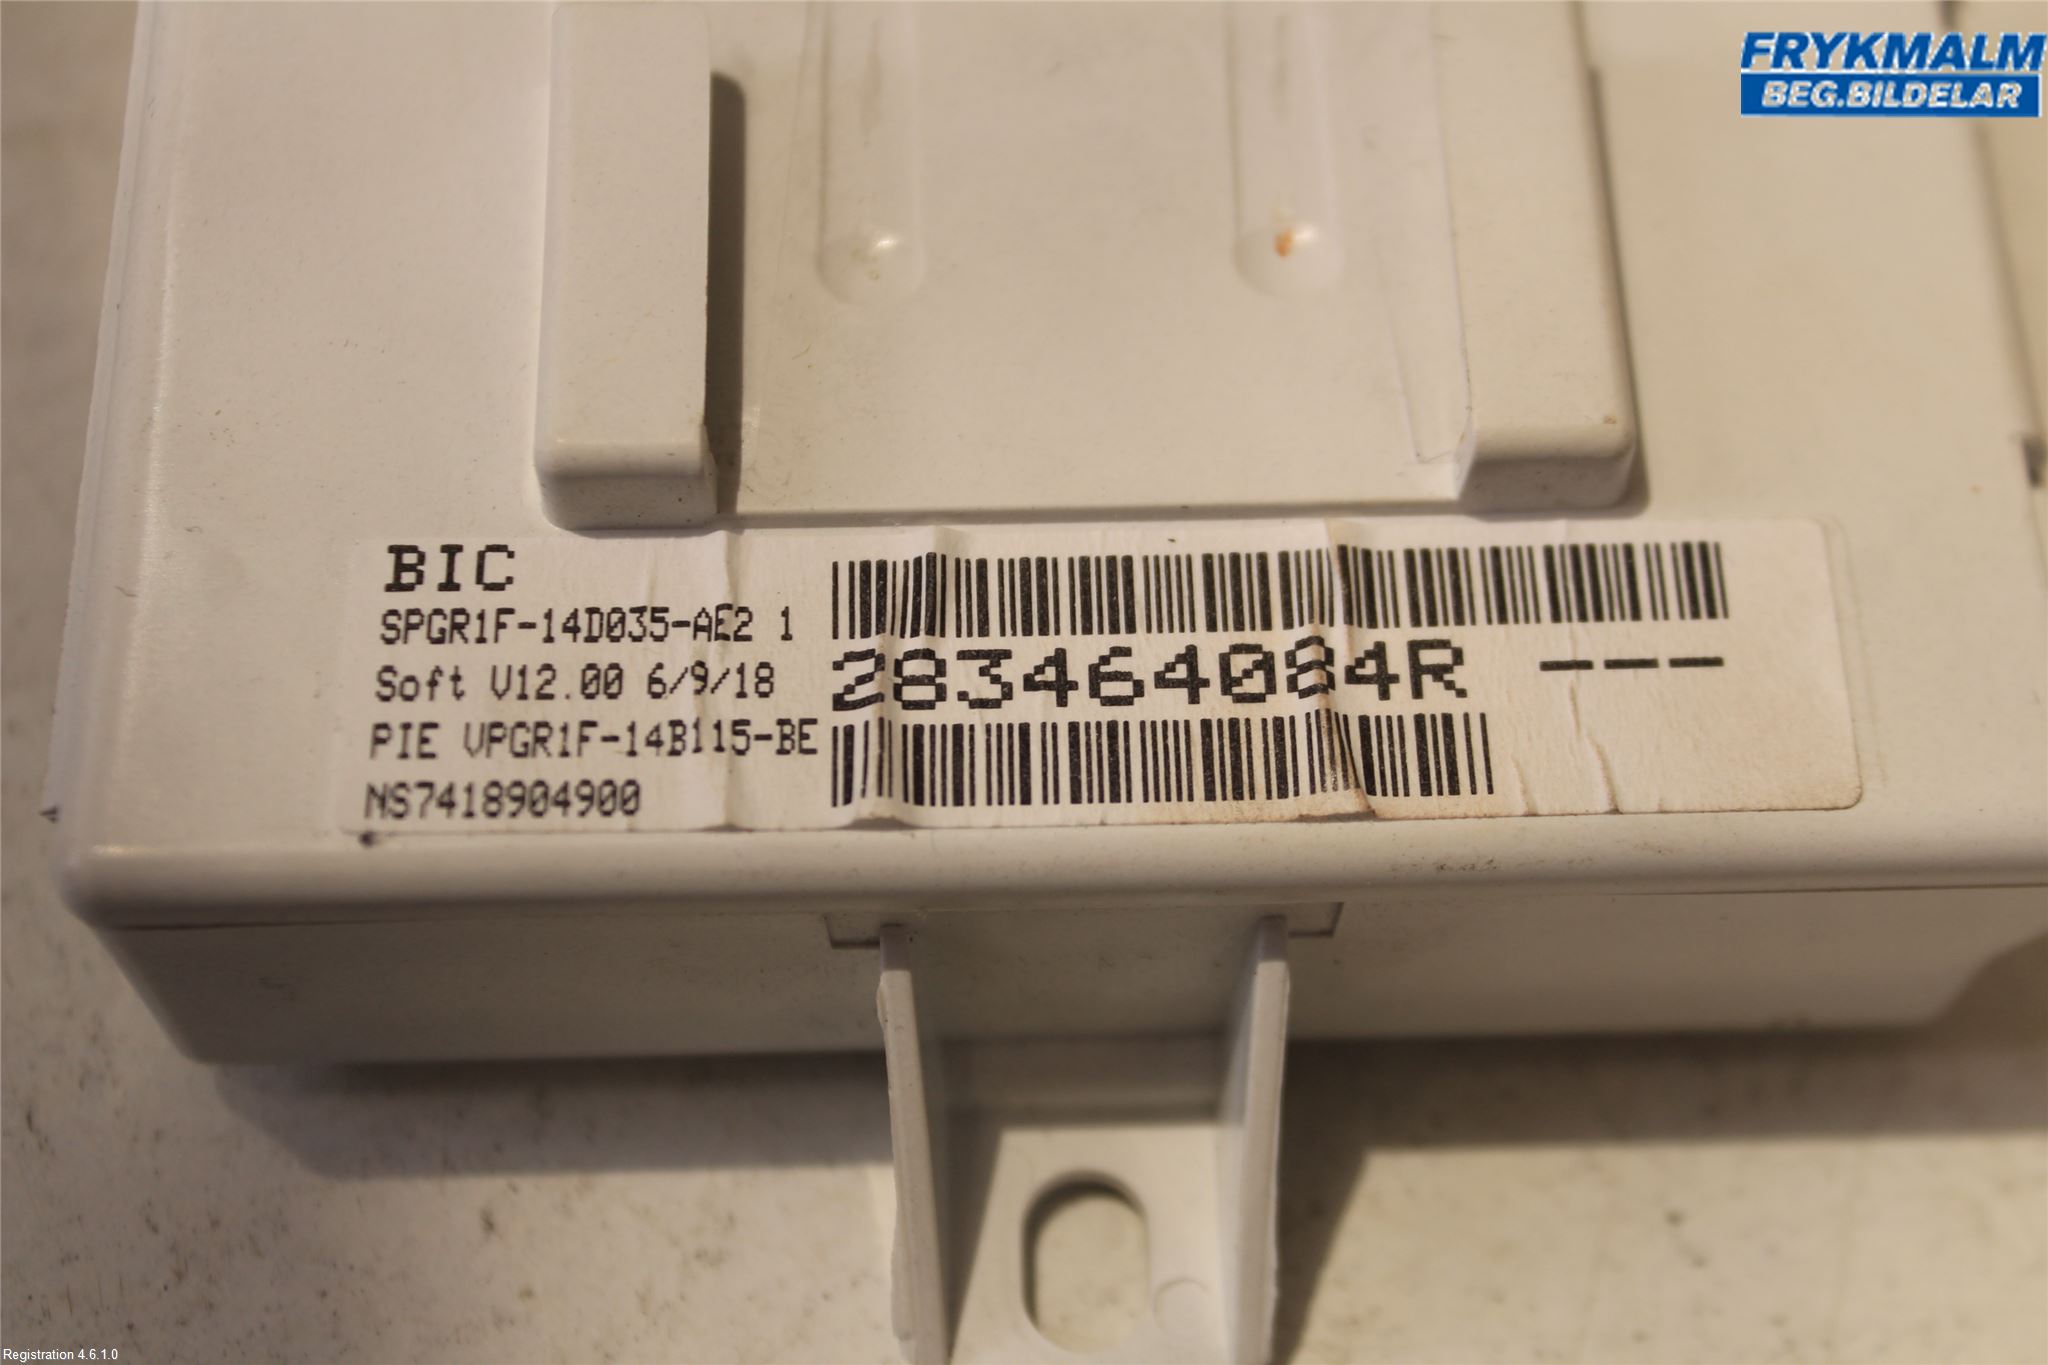 FRYKMALM
BEG.BILDELAR
BIC
SPGR1F-14D035-AE2 1
Soft V12.00 6/9/18
283464084R ---
PIE VPGR1F-14B115-BE
NS7418904900
Registration 4.6.1.0